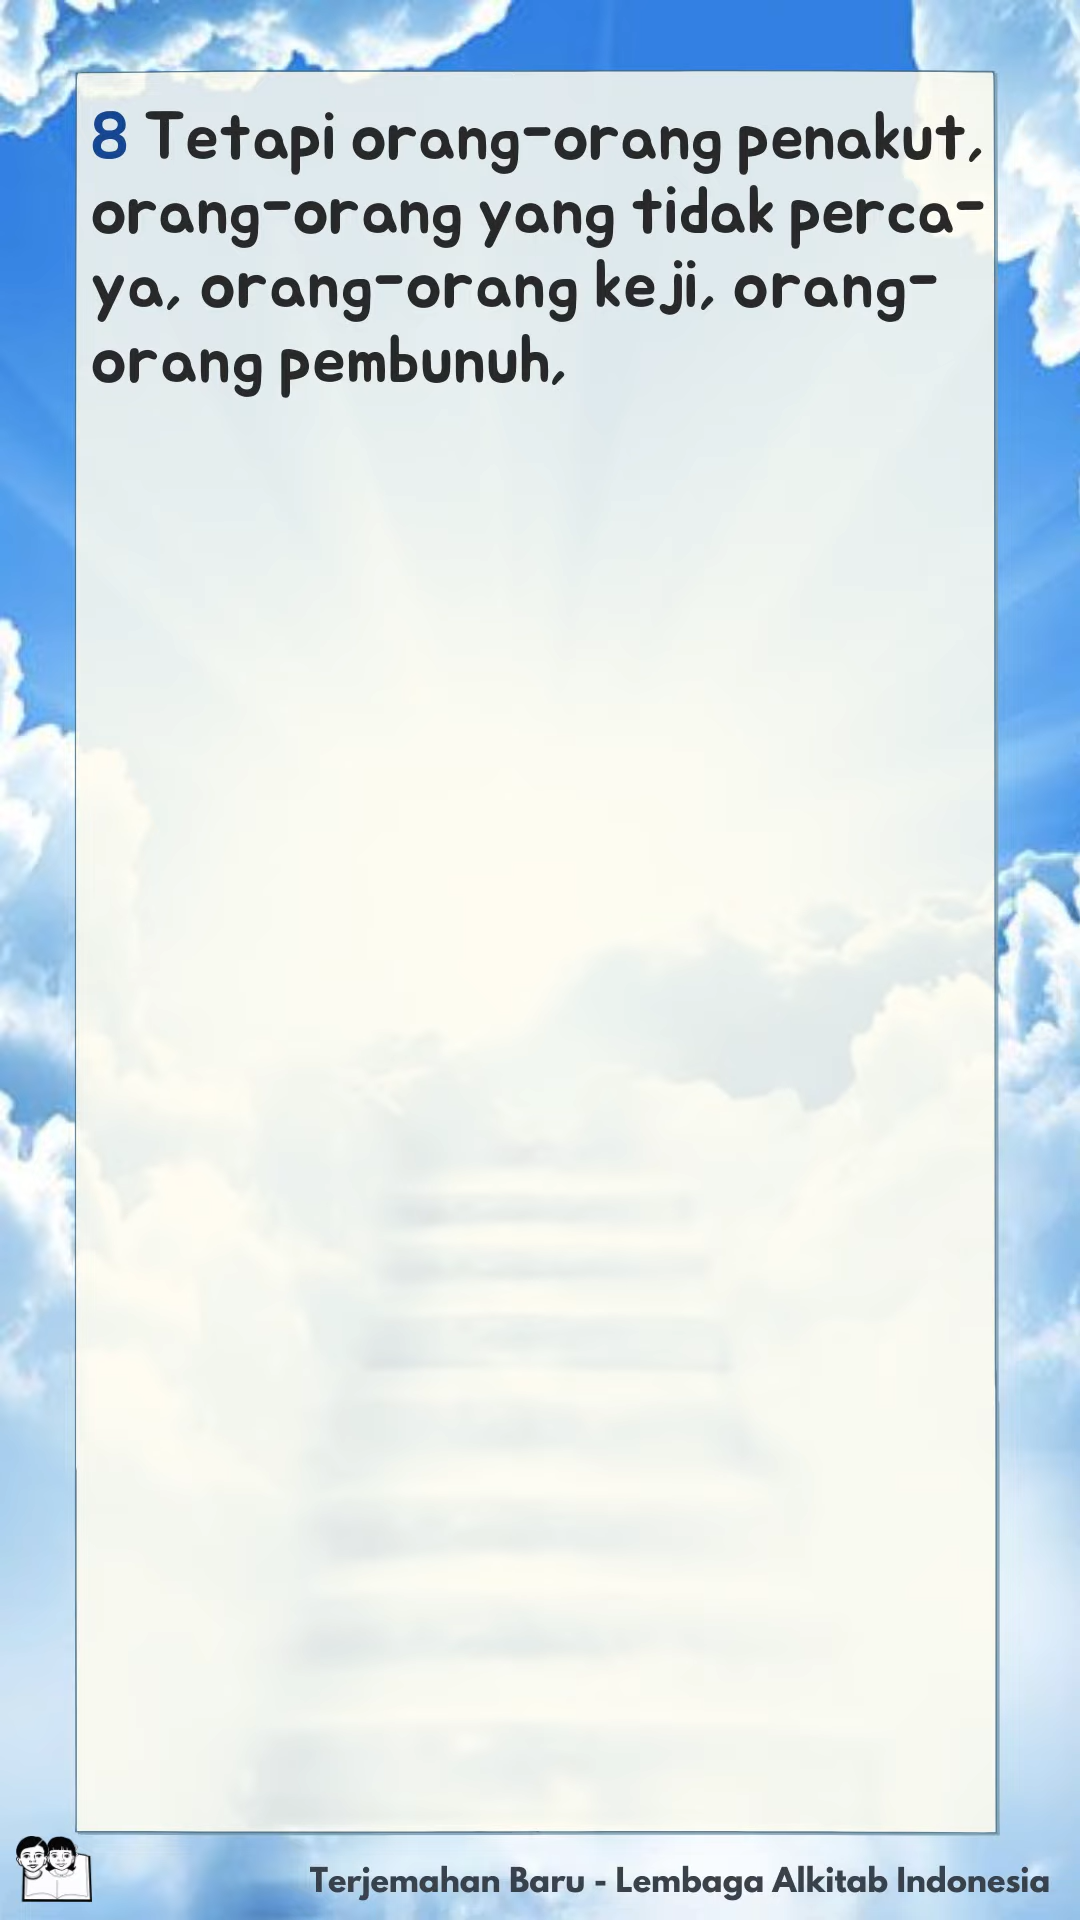 8 Tetapi orang-orang penakut,
orang-orang yang tidak perca-
ya, orang-orang keji, orang-
orang pembunuh,
Terjemahan Baru - Lembaga Alkitab Indonesia